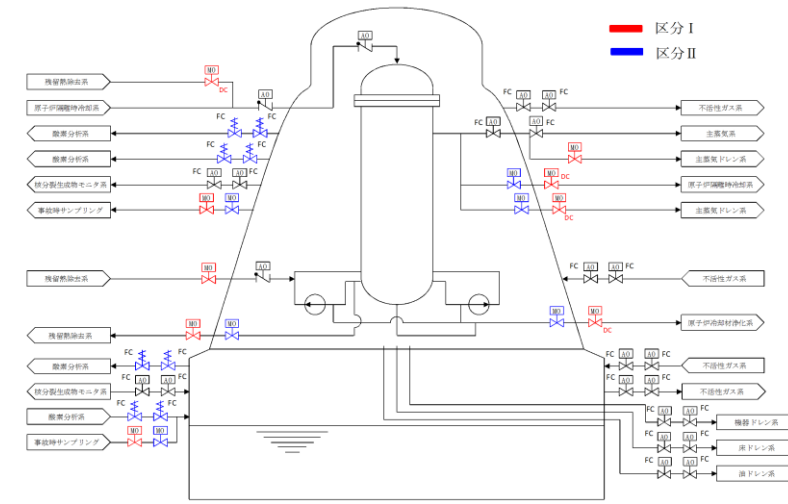 区分Ⅰ
区分Ⅱ
AO
MO
残留熱除去系
DC
原子炉隔離時冷却系
AO
FC AO AO FC
不活性ガス系
酸素分析系
FC FC
FC AO AO
主蒸気系
酸素分析系
FC FC
MO
主蒸気ドレン系
核分裂生成物モニタ系
FC AO AO FC
MO MO DC
原子炉隔離時冷却系
事故時サンプリング
MO MO
MO MO
DC
主蒸気ドレン系
残留熱除去系
MO AO
FC AO AO FC
不活性ガス系
MO MO
DC
原子炉冷却材浄化系
残留熱除去系
MO MO
酸素分析系
FC FC
FC AO AO FC
不活性ガス系
核分裂生成物モニタ系
FC AO AO FC
FC AO AO FC
不活性ガス系
酸素分析系
FC FC
FC AO AO FC
機器ドレン系
事故時サンプリング
MO MO
FC AO AO FC
床ドレン系
FC AO AO FC
油ドレン系